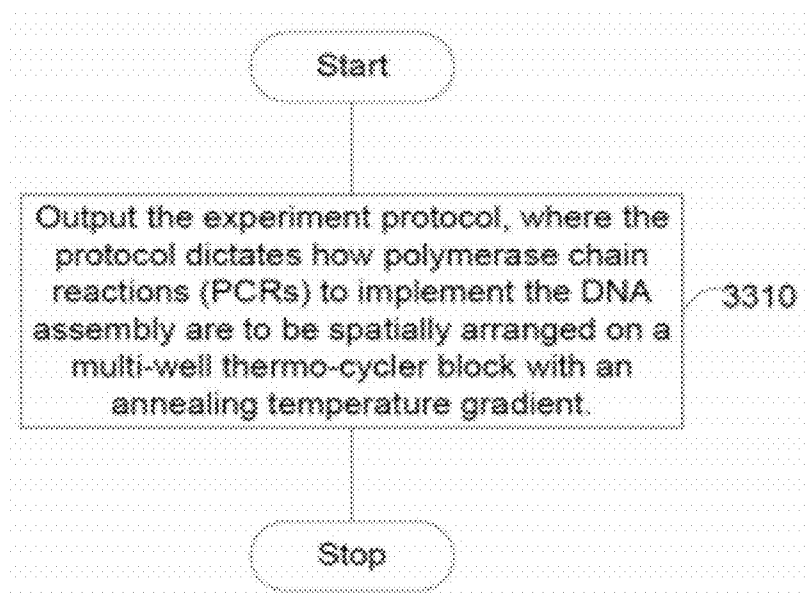 Start
Output the experiment protocol, where the
protocol dictates how polymerase chain
reactions (PCRs) to implement the DNA
assembly are to be spatially arranged on a
multi-well thermo-cycler block with an
annealing temperature gradient.
3310
Stop